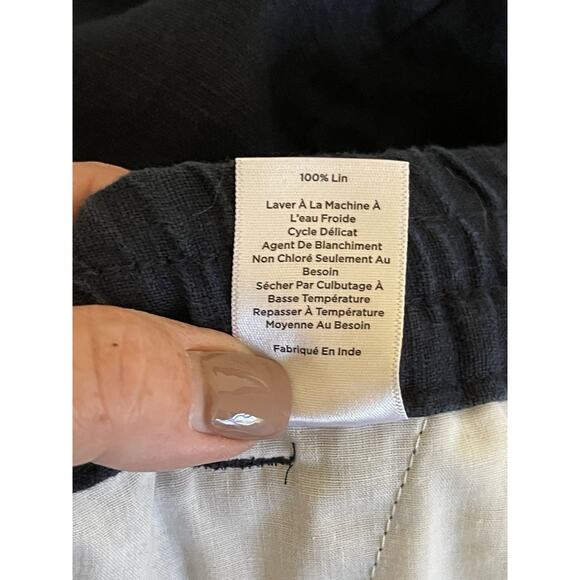 100% Lin
Laver À La Machine À
L'eau Froide
Cycle Délicat
Agent De Blanchiment
Non Chloré Seulement Au
Besoin
Sécher Par Culbutage À
Basse Température
Repasser À Température
Moyenne Au Besoin
Fabriqué En Inde